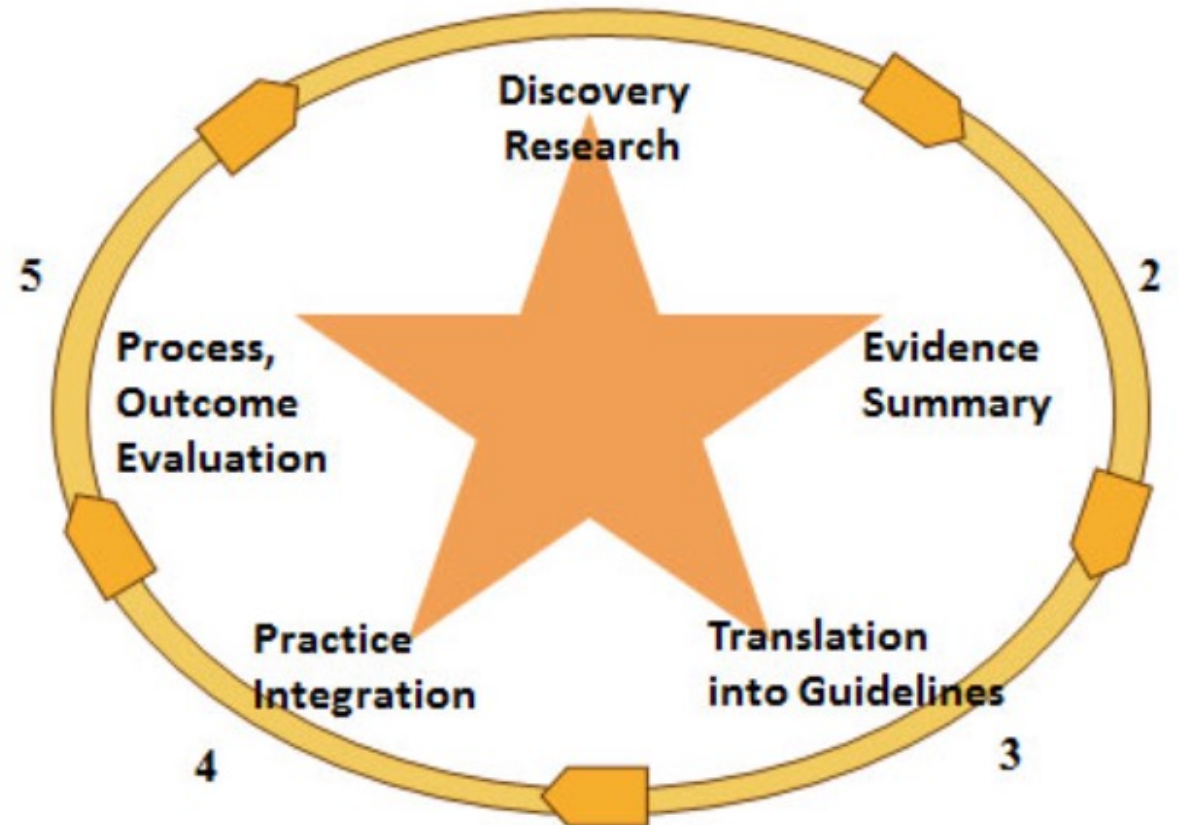 Discovery
Research
5
2
Process,
Outcome
Evaluation
Evidence
Summary
Practice
Integration
Translation
into Guidelines
4
3